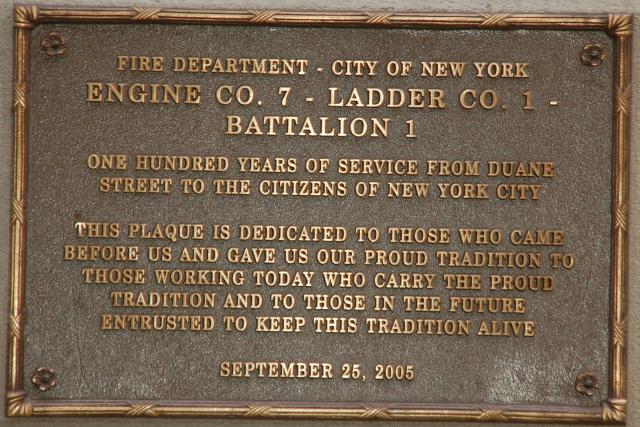 FIRE DEPARTMENT - CITY OF NEW YORK
ENGINE CO. 7 - LADDER CO. 1 -
BATTALION 1
ONE HUNDRED YEARS OF SERVICE FROM DUANE
STREET TO THE CITIZENS OF NEW YORK CITY
THIS PLAQUE IS DEDICATED TO THOSE WHO CAME
BEFORE US AND GAVE US OUR PROUD TRADITION TO
THOSE WORKING TODAY WHO CARRY THE PROUD
TRADITION AND TO THOSE IN THE FUTURE
ENTRUSTED TO KEEP THIS TRADITION ALIVE
SEPTEMBER 25, 2005